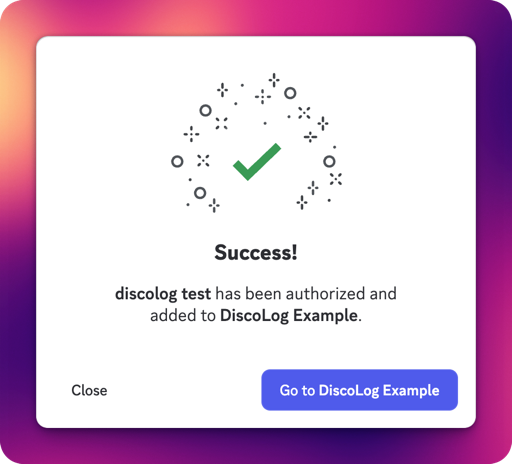 Success!
discolog test has been authorized and
added to DiscoLog Example.
Close
Go to DiscoLog Example